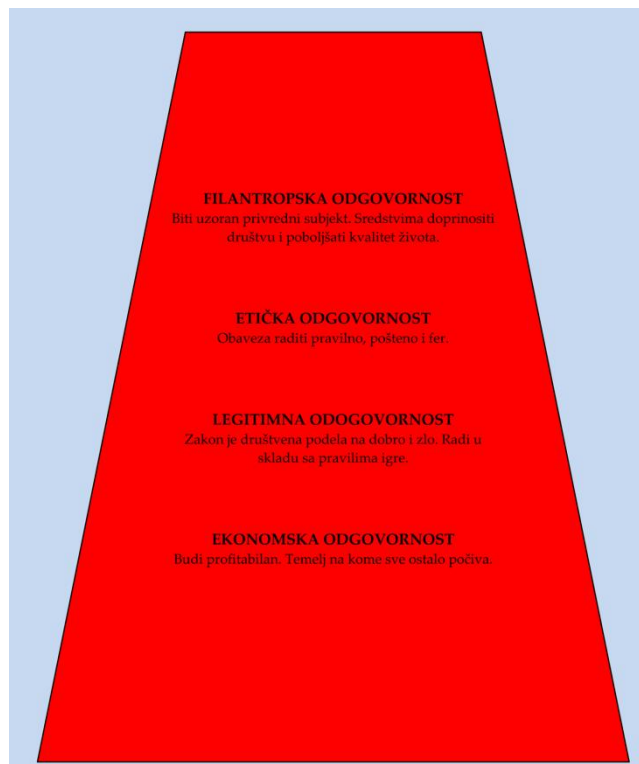 FILANTROPSKA ODGOVORNOST
Biti uzoran privredni subjekt. Sredstvima doprinositi
društvu i poboljšati kvalitet života.
ETIČKA ODGOVORNOST
Obaveza raditi pravilno, pošteno i fer.
LEGITIMNA ODOGOVORNOST
Zakon je društvena podela na dobro i zlo. Radi u
skladu sa pravilima igre.
EKONOMSKA ODGOVORNOST
Budi profitabilan. Temelj na kome sve ostalo počiva.